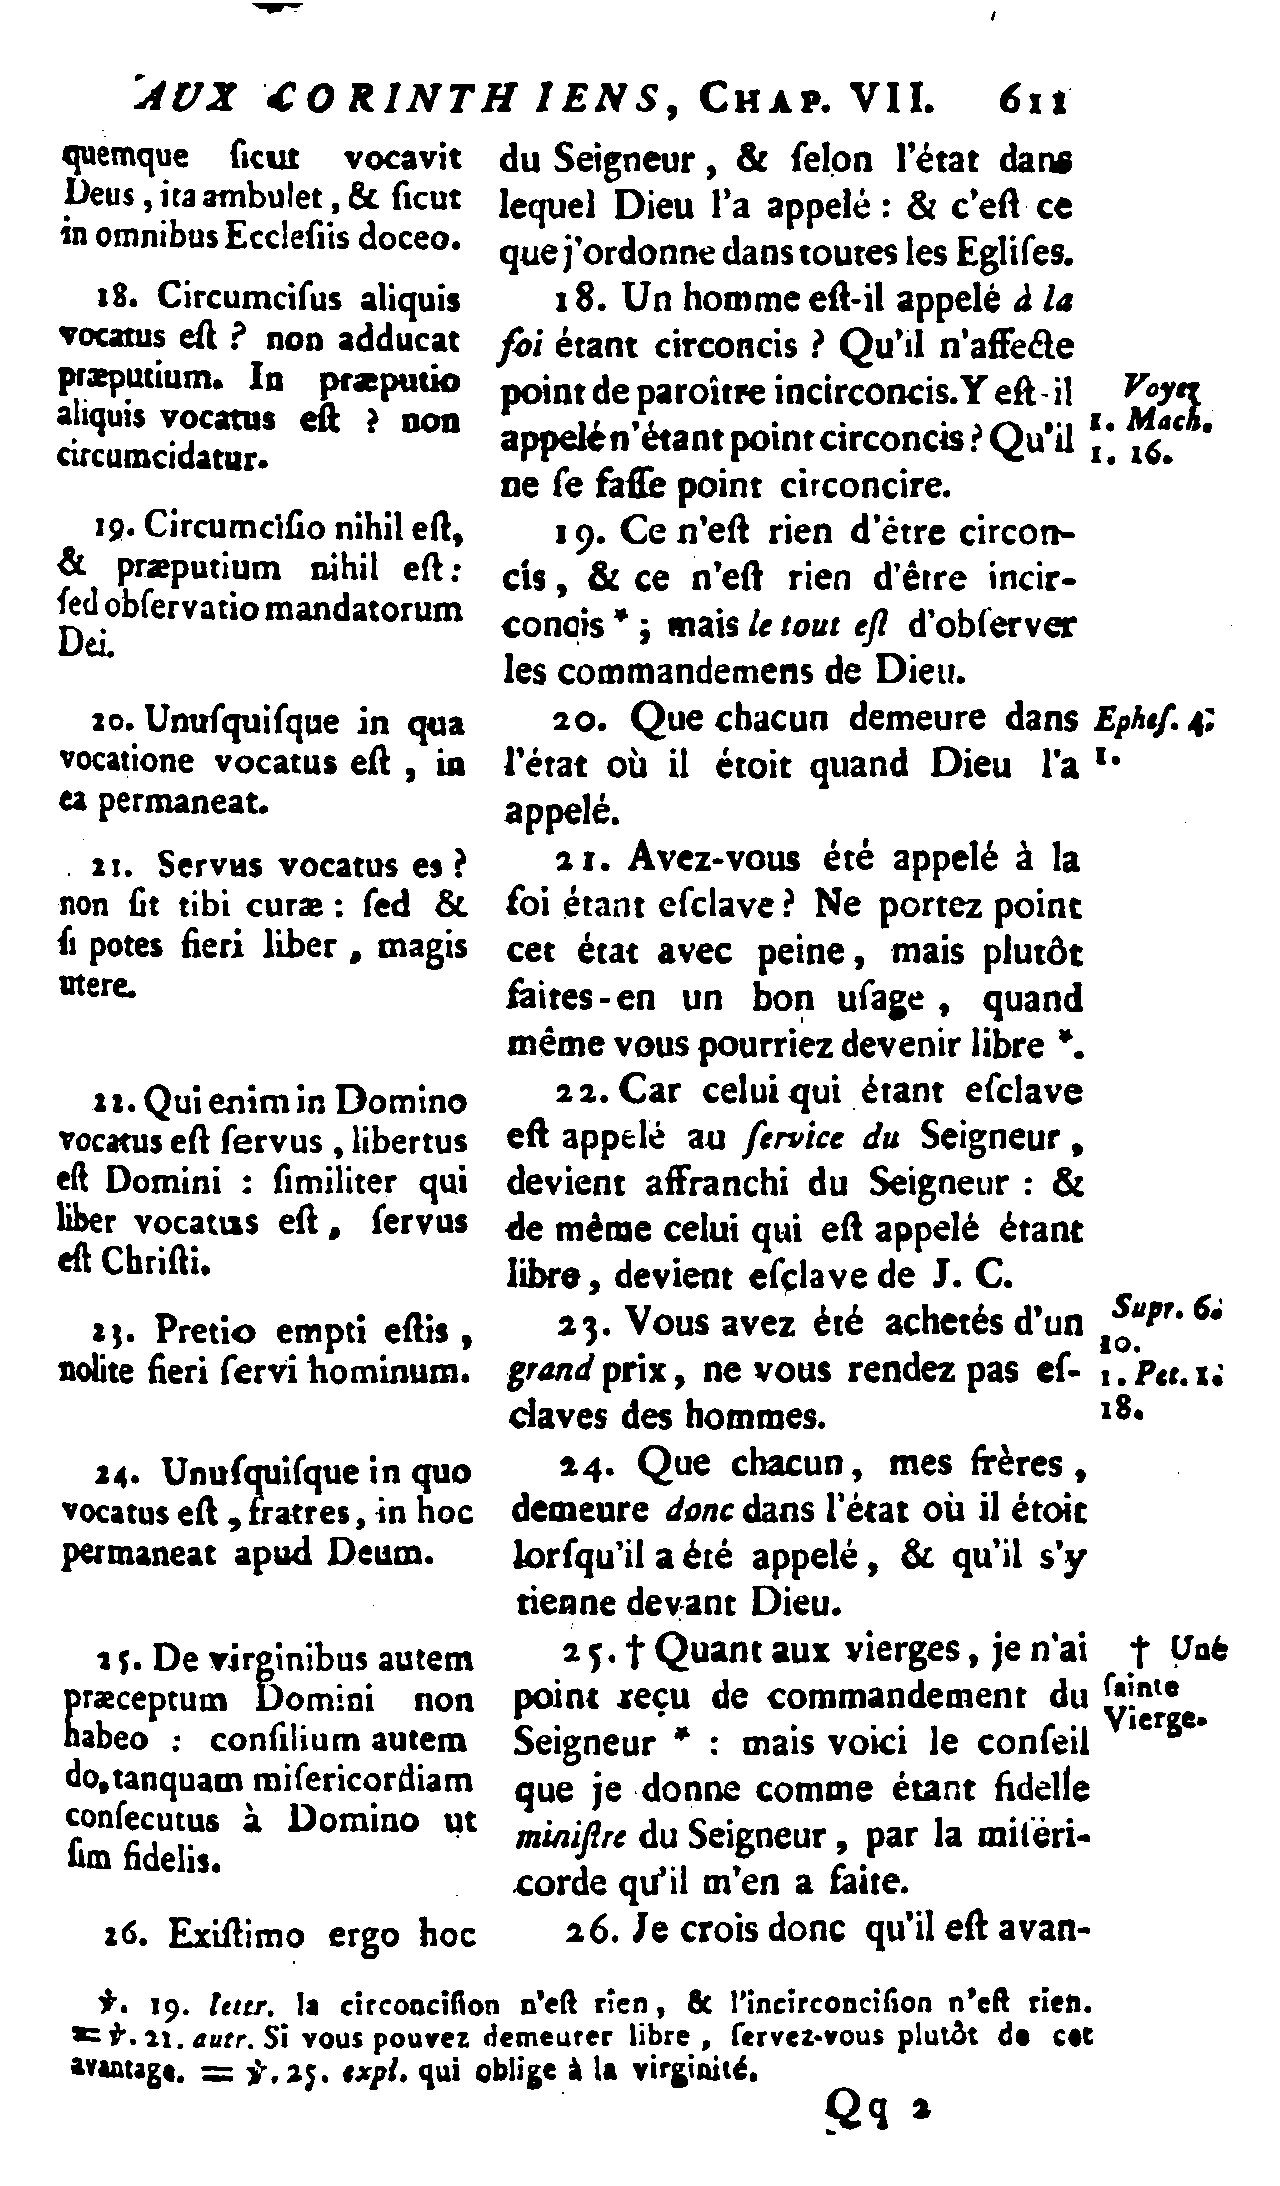 AUX CORINTHIENS, CHAP. VII. 611
quemque ſicut vocavit
Deus, ita ambulet, & ſicut
in omnibus Eccleſiis doceo.
18. Circumciſus aliquis
vocatus eſt ? non adducat
præputium. In præputio
aliquis vocatus eſt ? non
circumcidatur.
19. Circumciſio nihil eſt,
& præputium nihil eſt :
ſed obſervatio mandatorum
Dei.
20. Unuſquiſque in qua
vocatione vocatus eſt, in
ea permaneat.
21. Servus vocatus es ?
non ſit tibi curæ : ſed &
ſi potes fieri liber, magis
utere.
22. Qui enim in Domino
vocatus eſt ſervus, libertus
eſt Domini : ſimiliter qui
liber vocatus eſt, ſervus
eſt Chriſti.
23. Pretio empti eſtis,
nolite fieri ſervi hominum.
24. Unuſquiſque in quo
vocatus eſt, fratres, in hoc
permaneat apud Deum.
25. De virginibus autem
præceptum Domini non
habeo : conſilium autem
do, tanquam miſericordiam
conſecutus à Domino ut
ſim fidelis.
26. Exiſtimo ergo hoc
du Seigneur, & ſelon l'état dans
lequel Dieu l'a appelé : & c'eſt ce
que j'ordonne dans toutes les Egliſes.
18. Un homme eſt-il appelé à la
foi étant circoncis ? Qu'il n'affecte
point de paroître incirconcis. Y eſt-il
appelé n'étant point circoncis ? Qu'il
ne ſe faſſe point circoncire.
19. Ce n'eſt rien d'être circon-
cis, & ce n'eſt rien d'être incir-
concis * ; mais le tout eſt d'obſerver
les commandemens de Dieu.
20. Que chacun demeure dans
l'état où il étoit quand Dieu l'a
appelé.
21. Avez-vous été appelé à la
foi étant eſclave ? Ne portez point
cet état avec peine, mais plutôt
faites-en un bon uſage, quand
même vous pourriez devenir libre *.
22. Car celui qui étant eſclave
eſt appelé au ſervice du Seigneur,
devient affranchi du Seigneur : &
de même celui qui eſt appelé étant
libre, devient eſclave de J. C.
23. Vous avez été achetés d'un
grand prix, ne vous rendez pas eſ-
claves des hommes.
24. Que chacun, mes frères,
demeure donc dans l'état où il étoit
lorſqu'il a été appelé, & qu'il s'y
tienne devant Dieu.
25. † Quant aux vierges, je n'ai
point reçu de commandement du
Seigneur * : mais voici le conſeil
que je donne comme étant fidelle
miniſtre du Seigneur, par la miſéri-
corde qu'il m'en a faite.
26. Je crois donc qu'il eſt avan-
Voyez
1. Mach.
1. 16.
Epheſ. 4.
1.
Supr. 6.
20.
1. Pet. 1.
18.
† Une
ſainte
Vierge.
℣. 19. lettr. la circonciſion n'eſt rien, & l'incirconciſion n'eſt rien.
= ℣. 21. autr. Si vous pouvez demeurer libre, ſervez-vous plutôt de cet
avantage. = ℣. 25. expl. qui oblige à la virginité.
Qq 2